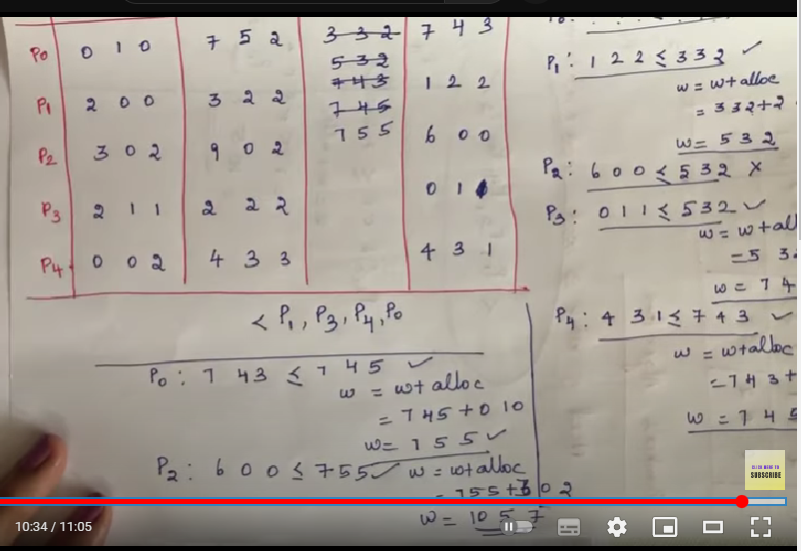 P0 0 1 0 7 5 2 3 3 2 7 4 3
5 3 2
7 4 3
P1 2 0 0 3 2 2 7 4 5 1 2 2
7 5 5
P2 3 0 2 9 0 2 6 0 0
P3 2 1 1 2 2 2 0 1 1
P4 0 0 2 4 3 3 4 3 1
< P1, P3, P4, P0
P0 : 7 4 3 ≤ 7 4 5 ✓
w = w+alloc
= 7 4 5 + 0 1 0
w = 7 5 5 ✓
P2 : 6 0 0 ≤ 7 5 5 ✓ w = w+alloc
= 7 5 5 + 3 0 2
w = 10 5 7
P1 : 1 2 2 ≤ 3 3 2 ✓
w = w+alloc
= 3 3 2 + 2
w = 5 3 2
P2 : 6 0 0 ≤ 5 3 2 ✗
P3 : 0 1 1 ≤ 5 3 2 ✓
w = w+al
= 5 3
w = 7 4
P4 : 4 3 1 ≤ 7 4 3 ✓
w = w+alloc
= 7 4 3 +
w = 7 4 5
CLICK HERE TO
SUBSCRIBE
10:34 / 11:05